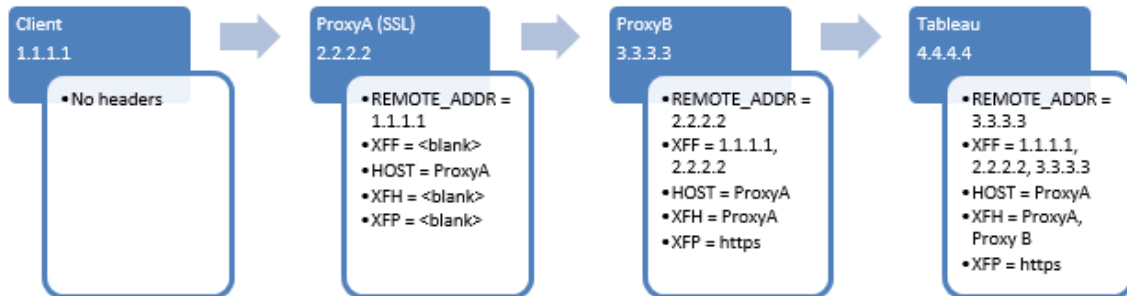 Client
1.1.1.1
•No headers
ProxyA (SSL)
2.2.2.2
•REMOTE_ADDR =
1.1.1.1
•XFF = <blank>
•HOST = ProxyA
•XFH = <blank>
•XFP = <blank>
ProxyB
3.3.3.3
•REMOTE_ADDR =
2.2.2.2
•XFF = 1.1.1.1,
2.2.2.2
•HOST = ProxyA
•XFH = ProxyA
•XFP = https
Tableau
4.4.4.4
•REMOTE_ADDR =
3.3.3.3
•XFF = 1.1.1.1,
2.2.2.2, 3.3.3.3
•HOST = ProxyA
•XFH = ProxyA,
Proxy B
•XFP = https